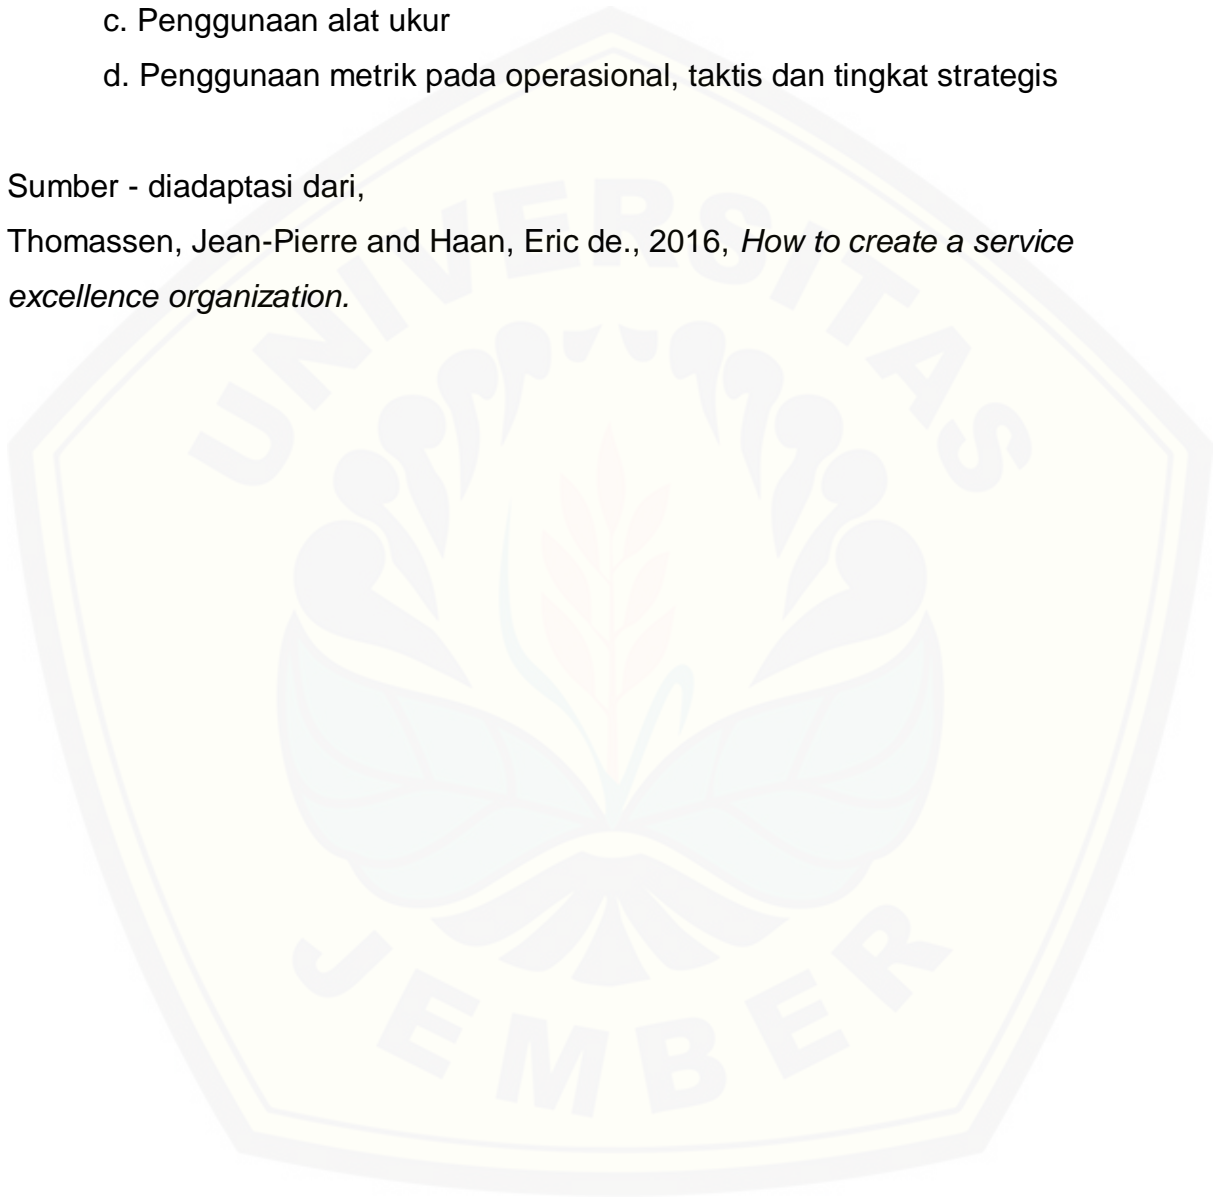 c. Penggunaan alat ukur
d. Penggunaan metrik pada operasional, taktis dan tingkat strategis
Sumber - diadaptasi dari,
Thomassen, Jean-Pierre and Haan, Eric de., 2016, How to create a service
excellence organization.
UNIVERSITAS
JEMBER